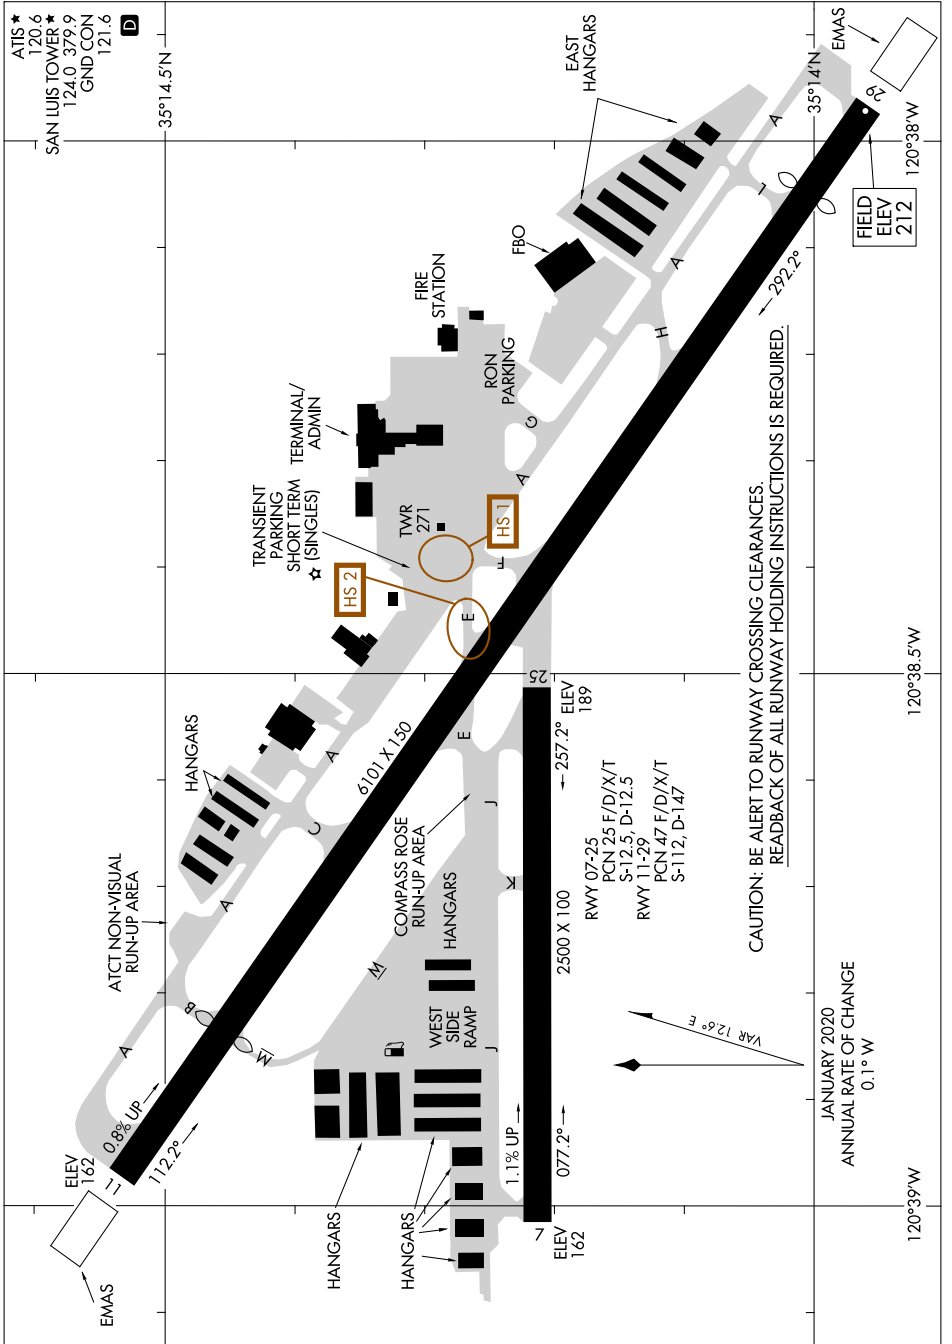 ATIS ★
120.6
SAN LUIS TOWER ★
124.0 379.9
GND CON
121.6
D
35°14.5'N
35°14'N
EMAS
29
120°38'W
FIELD
ELEV
212
EAST
HANGARS
A
L
FBO
A
292.2°
H
FIRE
STATION
RON
PARKING
G
A
TERMINAL/
ADMIN
TRANSIENT
PARKING
SHORT TERM
☆ (SINGLES)
TWR
271
HS 1
HS 2
F
E
120°38.5'W
25
ELEV
189
HANGARS
A
6101 X 150
E
257.2°
C
J
COMPASS ROSE
RUN-UP AREA
K
ATCT NON-VISUAL
RUN-UP AREA
A
HANGARS
M
2500 X 100
RWY 07-25
PCN 25 F/D/X/T
S-12.5, D-12.5
RWY 11-29
PCN 47 F/D/X/T
S-112, D-147
CAUTION: BE ALERT TO RUNWAY CROSSING CLEARANCES.
READBACK OF ALL RUNWAY HOLDING INSTRUCTIONS IS REQUIRED.
B
A
M
WEST
SIDE
RAMP
J
0.8% UP
112.2°
1.1% UP
077.2°
VAR 12.6° E
JANUARY 2020
ANNUAL RATE OF CHANGE
0.1° W
ELEV
162
11
HANGARS
HANGARS
7
ELEV
162
120°39'W
EMAS